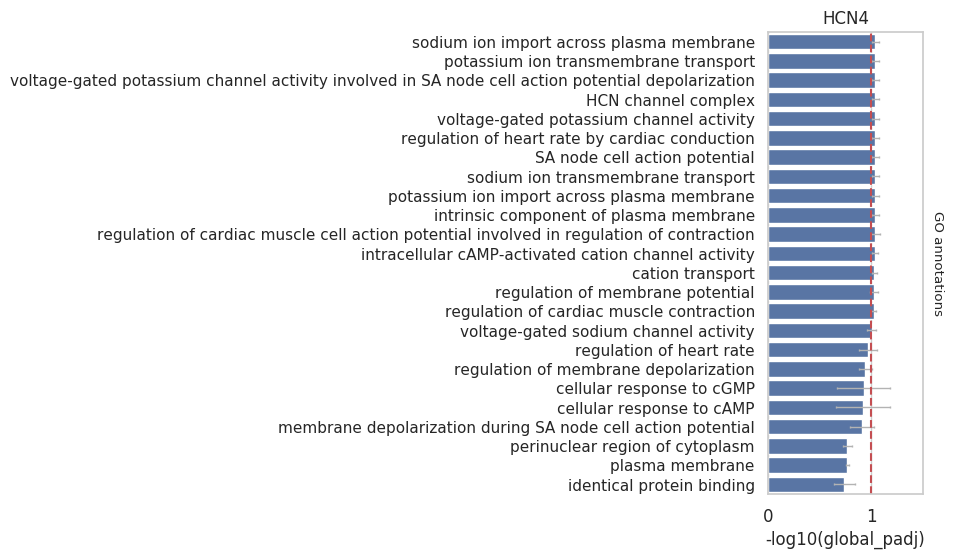 HCN4
sodium ion import across plasma membrane
potassium ion transmembrane transport
voltage-gated potassium channel activity involved in SA node cell action potential depolarization
HCN channel complex
voltage-gated potassium channel activity
regulation of heart rate by cardiac conduction
SA node cell action potential
sodium ion transmembrane transport
potassium ion import across plasma membrane
intrinsic component of plasma membrane
regulation of cardiac muscle cell action potential involved in regulation of contraction
intracellular cAMP-activated cation channel activity
cation transport
regulation of membrane potential
regulation of cardiac muscle contraction
voltage-gated sodium channel activity
regulation of heart rate
regulation of membrane depolarization
cellular response to cGMP
cellular response to cAMP
membrane depolarization during SA node cell action potential
perinuclear region of cytoplasm
plasma membrane
identical protein binding
GO annotations
0 1
-log10(global_padj)